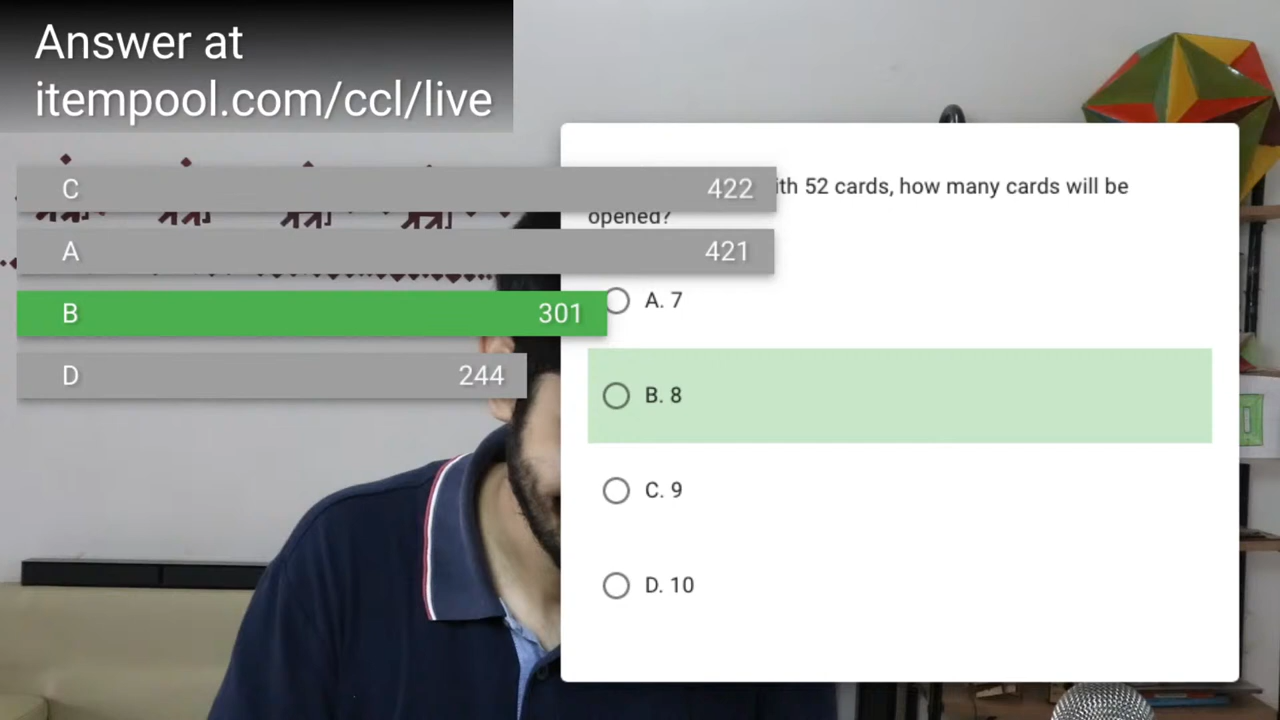 Answer at
itempool.com/ccl/live
C 422
A 421
B 301
D 244
52 cards, how many cards will be
opened?
A. 7
B. 8
C. 9
D. 10